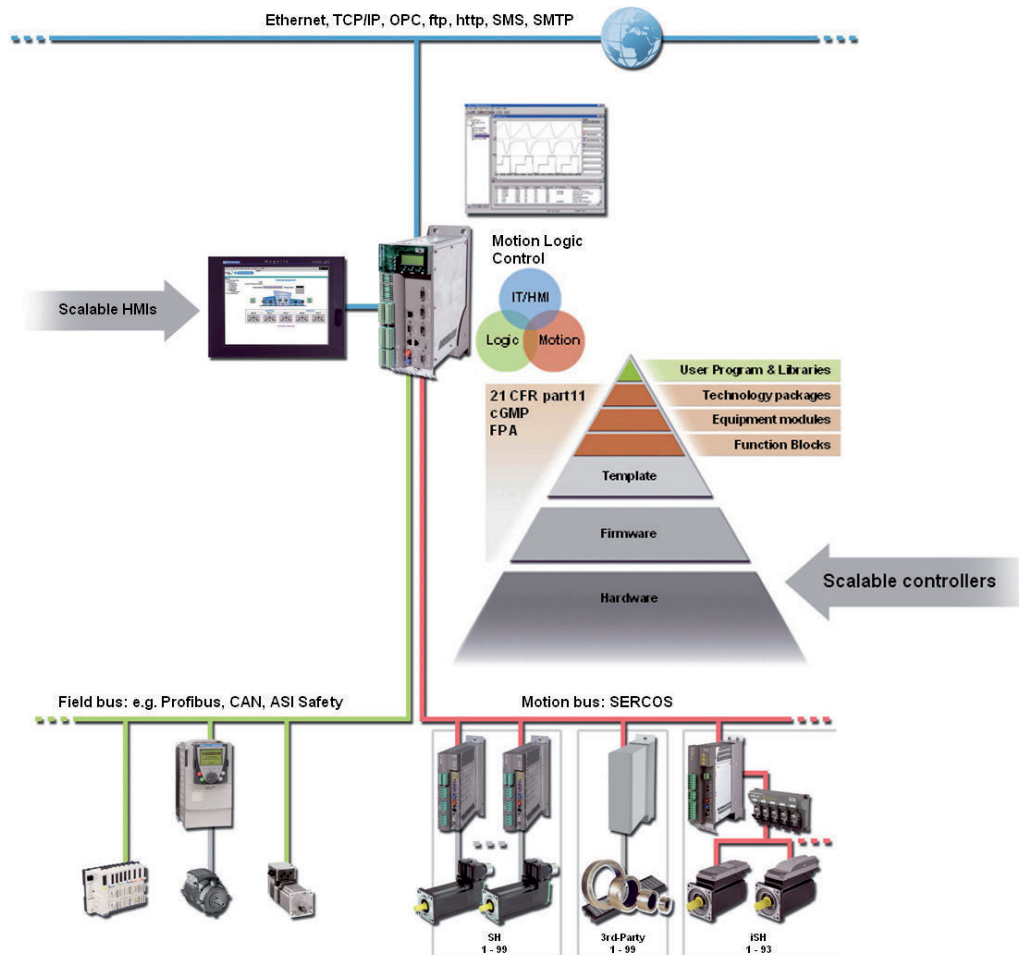 Ethernet, TCP/IP, OPC, ftp, http, SMS, SMTP
Motion Logic
Control
IT/HMI
Logic
Motion
Scalable HMIs
User Program & Libraries
Technology packages
Equipment modules
Function Blocks
21 CFR part11
cGMP
FPA
Template
Firmware
Hardware
Scalable controllers
Field bus: e.g. Profibus, CAN, ASI Safety
Motion bus: SERCOS
SH
1 - 99
3rd-Party
1 - 99
iSH
1 - 93